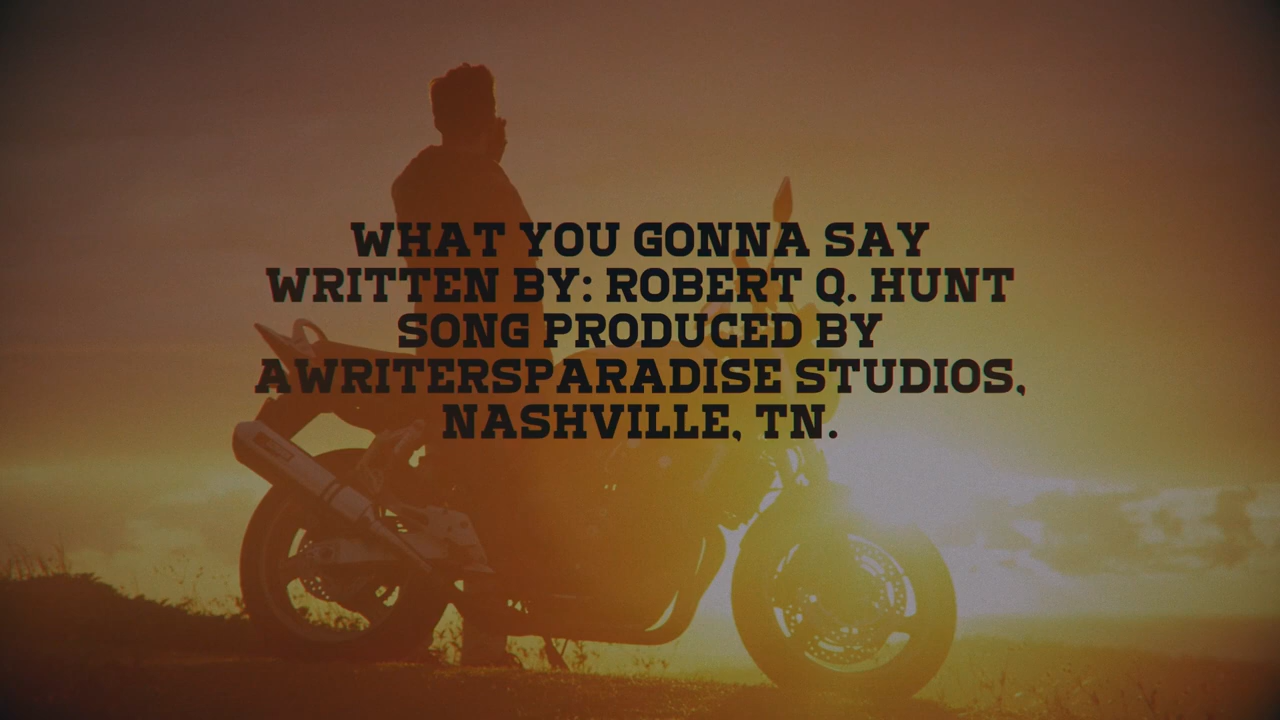 WHAT YOU GONNA SAY
WRITTEN BY: ROBERT Q. HUNT
SONG PRODUCED BY
AWRITERSPARADISE STUDIOS,
NASHVILLE, TN.